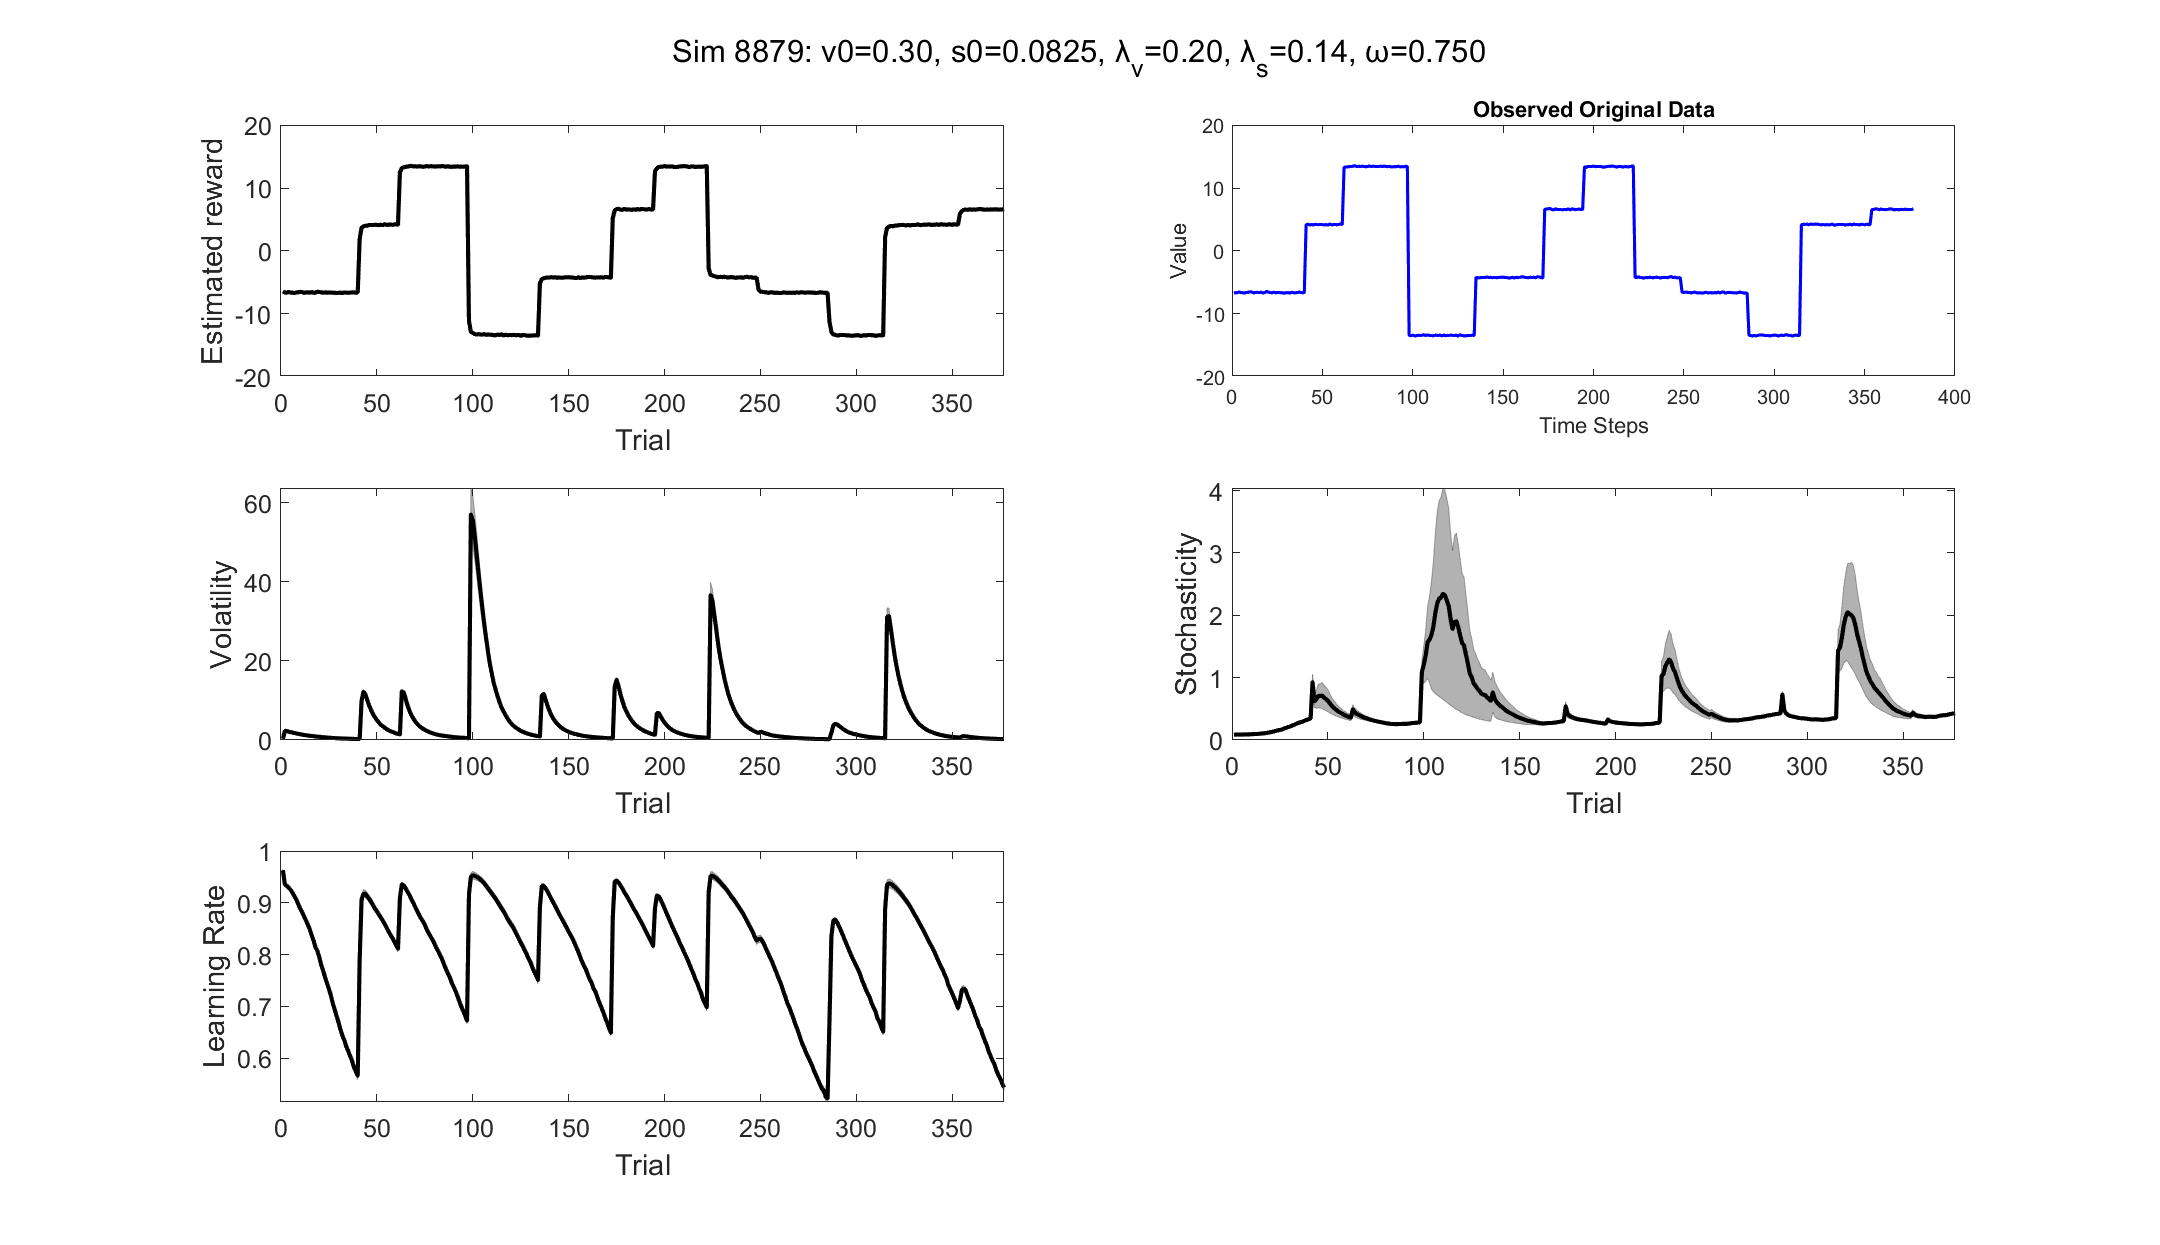 Sim 8879: v0=0.30, s0=0.0825, λ_v=0.20, λ_s=0.14, ω=0.750
20
10
0
-10
-20
Estimated reward
0 50 100 150 200 250 300 350
Trial
Observed Original Data
20
10
0
-10
-20
Value
0 50 100 150 200 250 300 350 400
Time Steps
60
40
20
0
Volatility
0 50 100 150 200 250 300 350
Trial
4
3
2
1
0
Stochasticity
0 50 100 150 200 250 300 350
Trial
1
0.9
0.8
0.7
0.6
Learning Rate
0 50 100 150 200 250 300 350
Trial